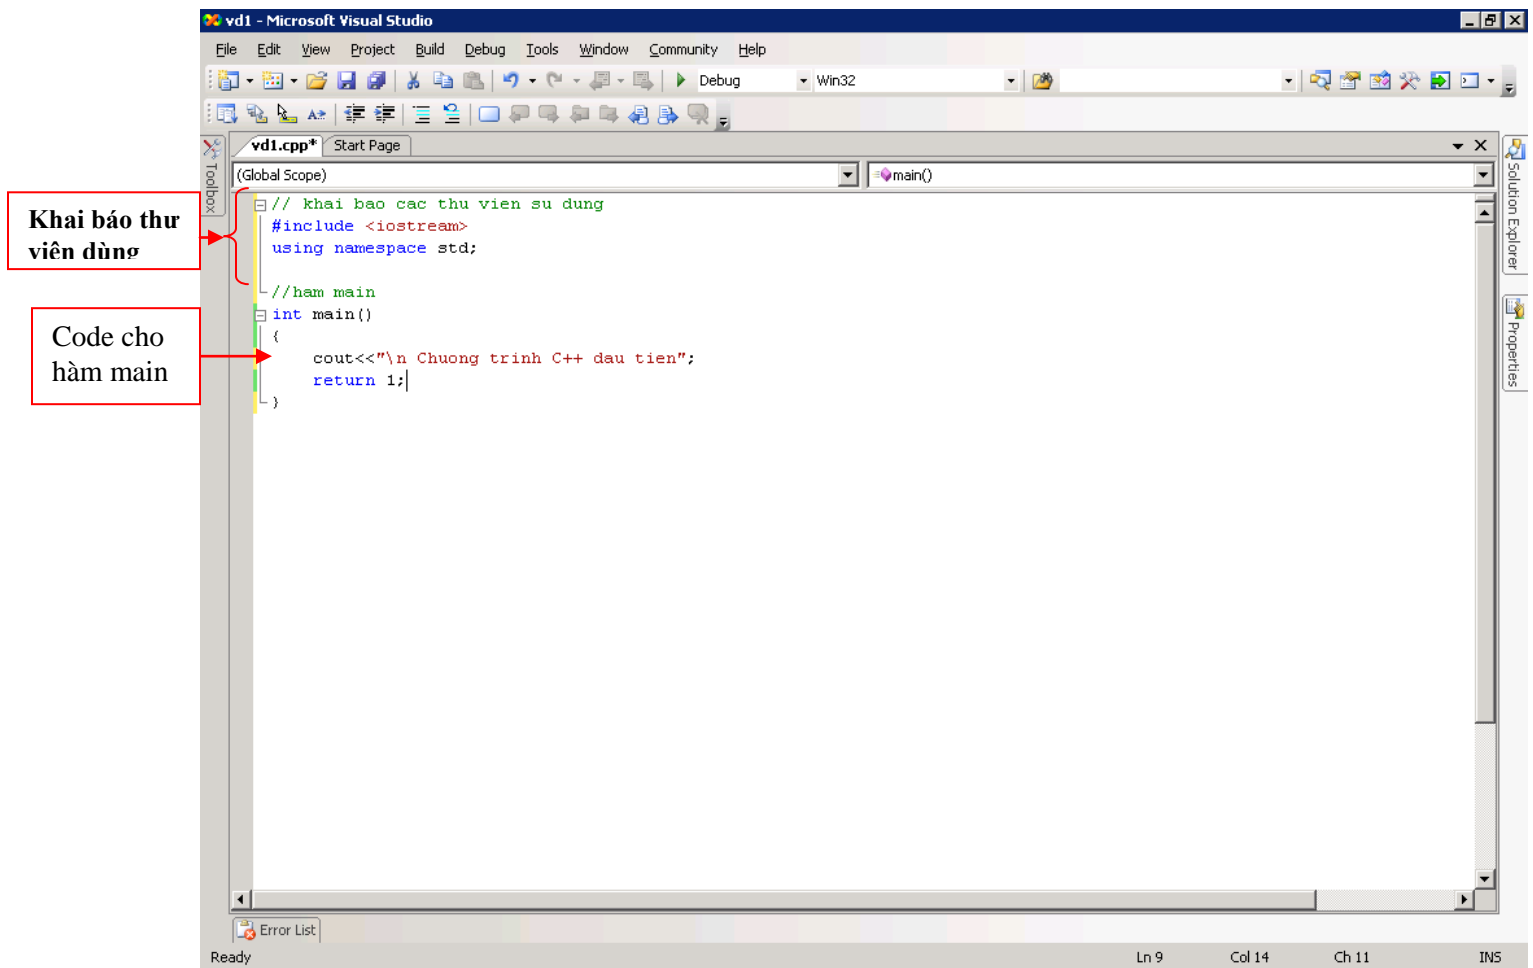 vd1 - Microsoft Visual Studio
File Edit View Project Build Debug Tools Window Community Help
Debug Win32
vd1.cpp* Start Page
(Global Scope) main()
Toolbox
Solution Explorer
Properties
Khai báo thư
viện dùng
Code cho
hàm main
// khai bao cac thu vien su dung
#include <iostream>
using namespace std;
//ham main
int main()
{
cout<<"\n Chuong trinh C++ dau tien";
return 1;
}
Error List
Ready Ln 9 Col 14 Ch 11 INS